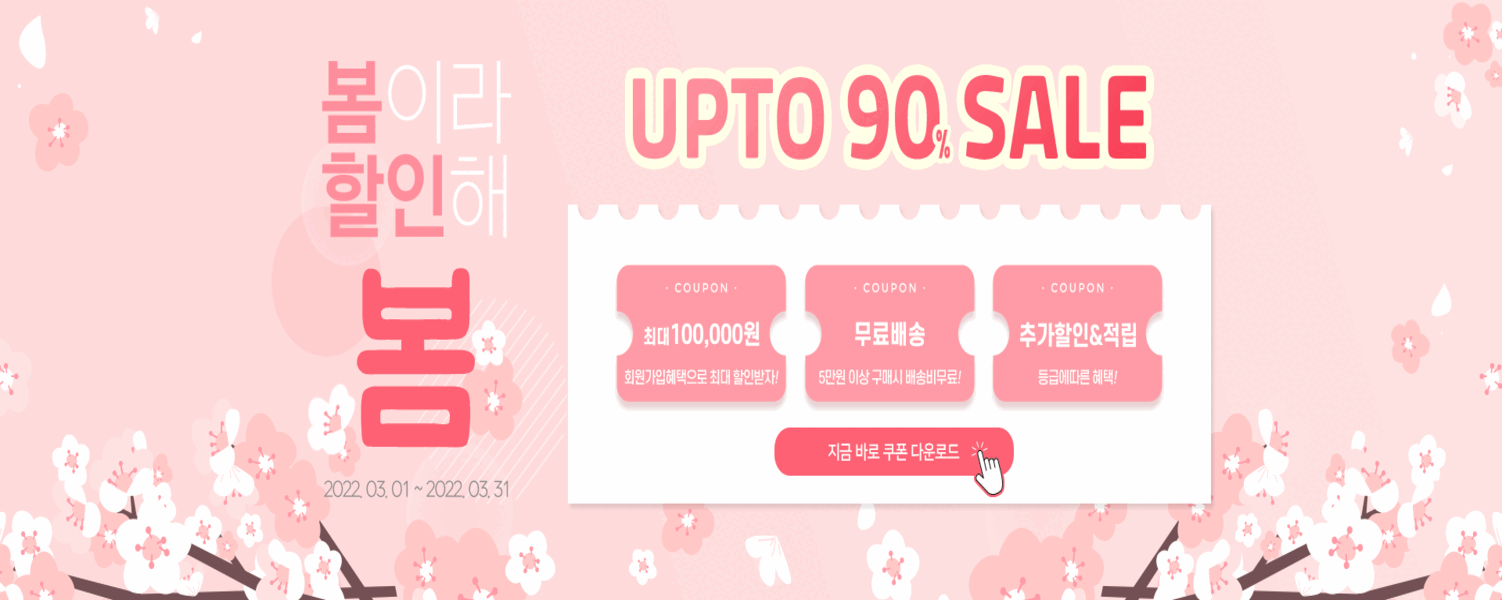 봄이라
할인해
봄
2022. 03. 01 ~ 2022. 03. 31
UPTO 90% SALE
· COUPON ·
최대 100,000원
회원가입혜택으로 최대 할인받자!
· COUPON ·
무료배송
5만원 이상 구매시 배송비무료!
· COUPON ·
추가할인&적립
등급에따른 혜택!
지금 바로 쿠폰 다운로드